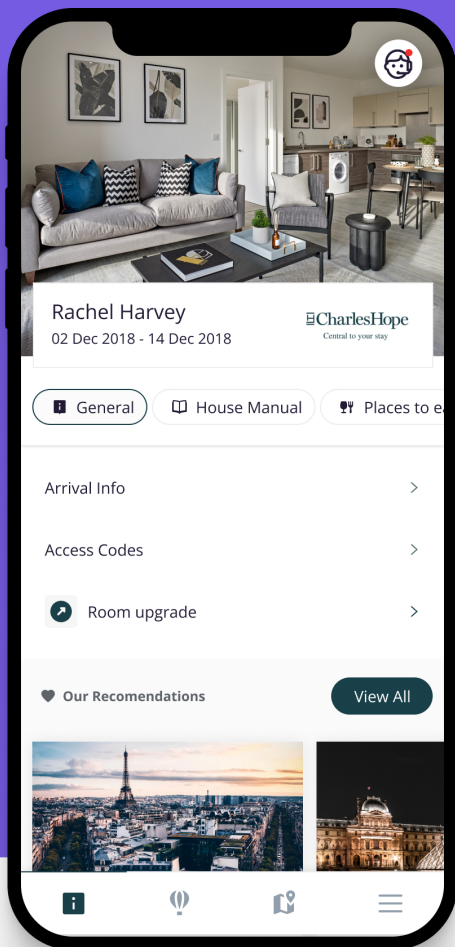 Rachel Harvey
02 Dec 2018 - 14 Dec 2018
CharlesHope
Central to your stay
General
House Manual
Places to ea
Arrival Info
Access Codes
Room upgrade
Our Recomendations
View All